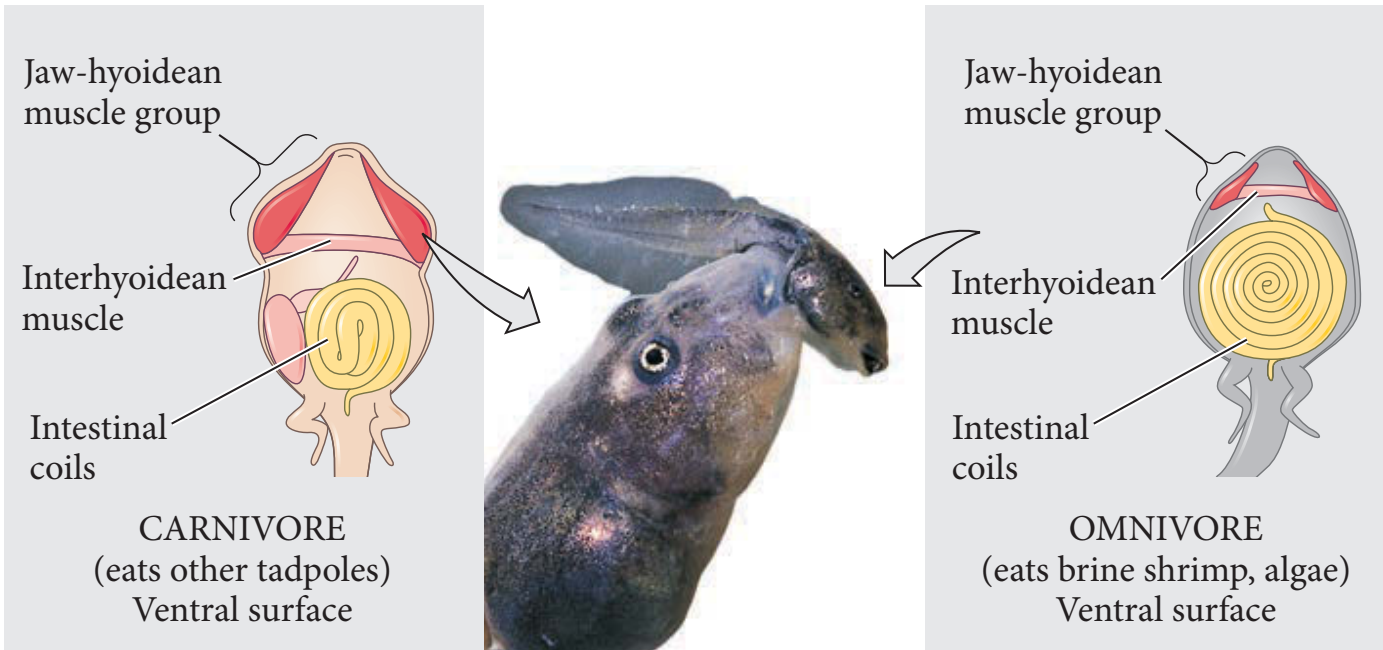 Jaw-hyoidean
muscle group
Interhyoidean
muscle
Intestinal
coils
CARNIVORE
(eats other tadpoles)
Ventral surface
Jaw-hyoidean
muscle group
Interhyoidean
muscle
Intestinal
coils
OMNIVORE
(eats brine shrimp, algae)
Ventral surface